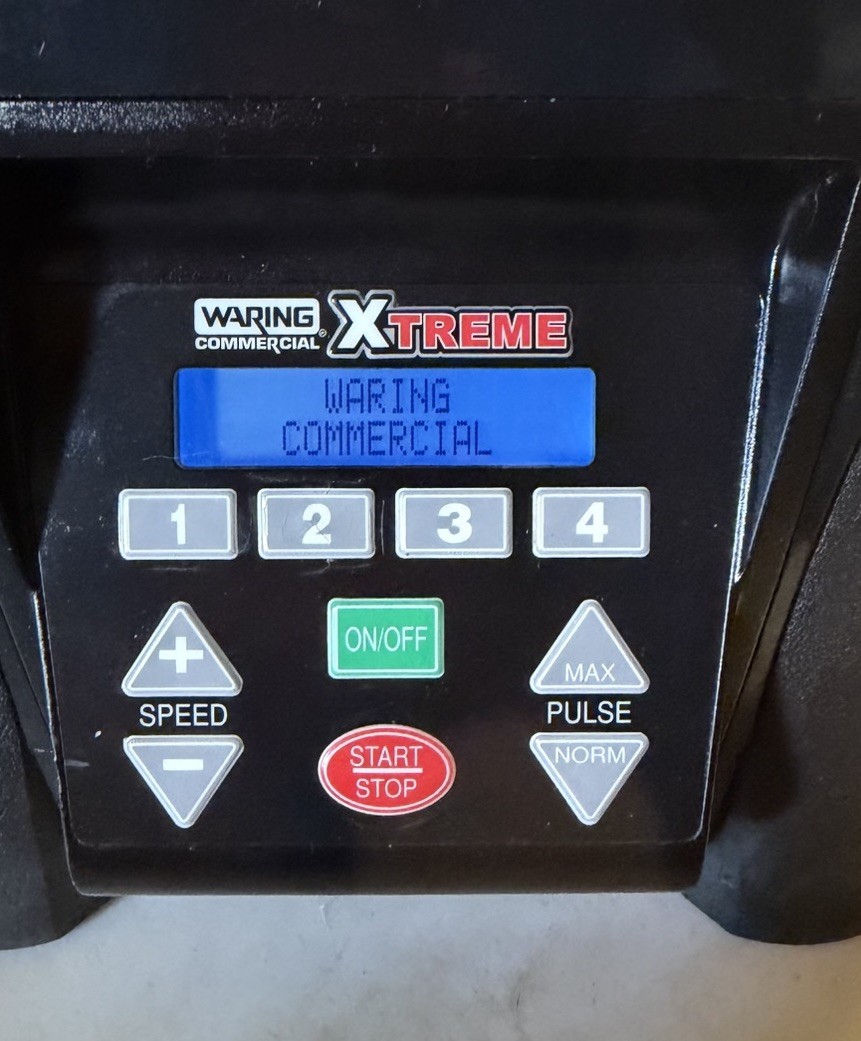 WARING
COMMERCIAL®
XTREME
WARING
COMMERCIAL
1 2 3 4
+
ON/OFF
MAX
SPEED
PULSE
-
START
STOP
NORM